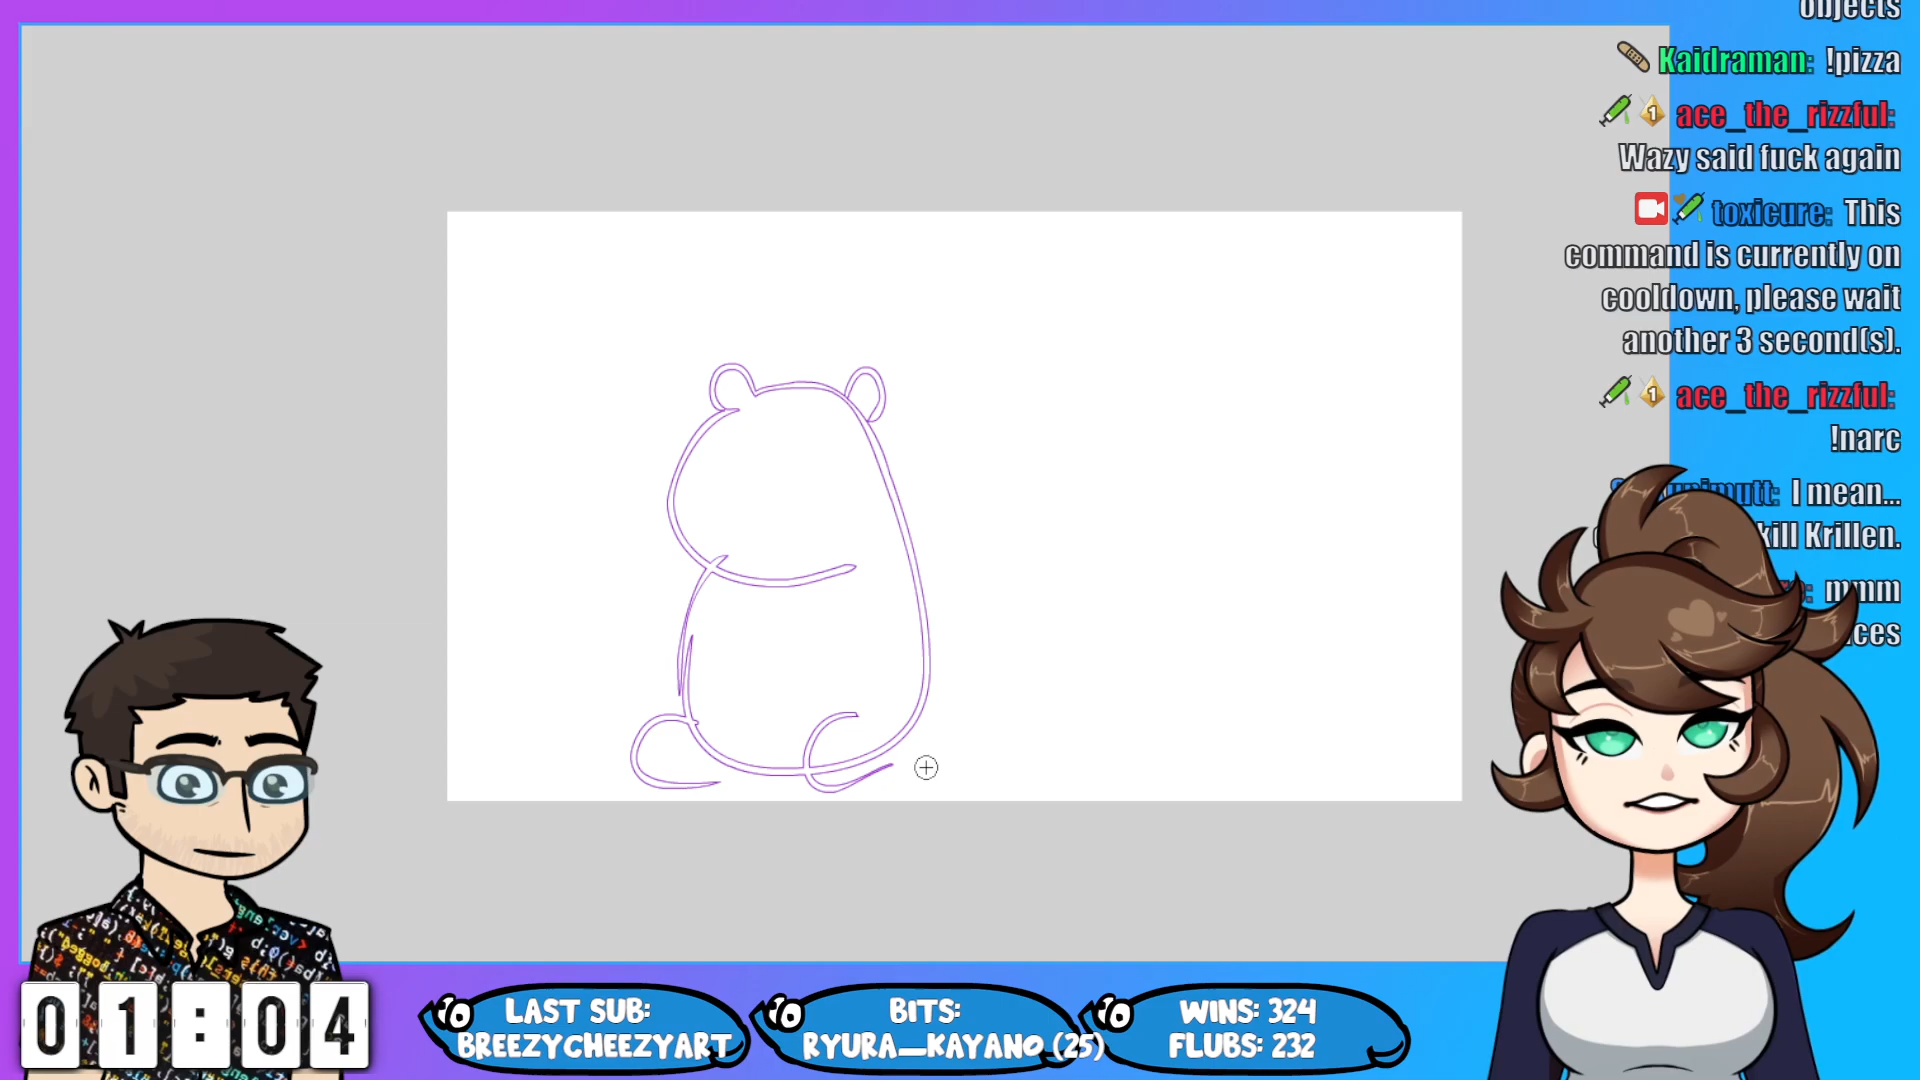 objects
Kaidraman: !pizza
1 ace_the_rizzful:
Wazy said fuck again
toxicure: This
command is currently on
cooldown, please wait
another 3 second(s).
1 ace_the_rizzful:
!narc
I mean...
kill Krillen.
mmm
01:04
LAST SUB:
BREEZYCHEEZYART
BITS:
RYURA_KAYANO (25)
WINS: 324
FLUBS: 232